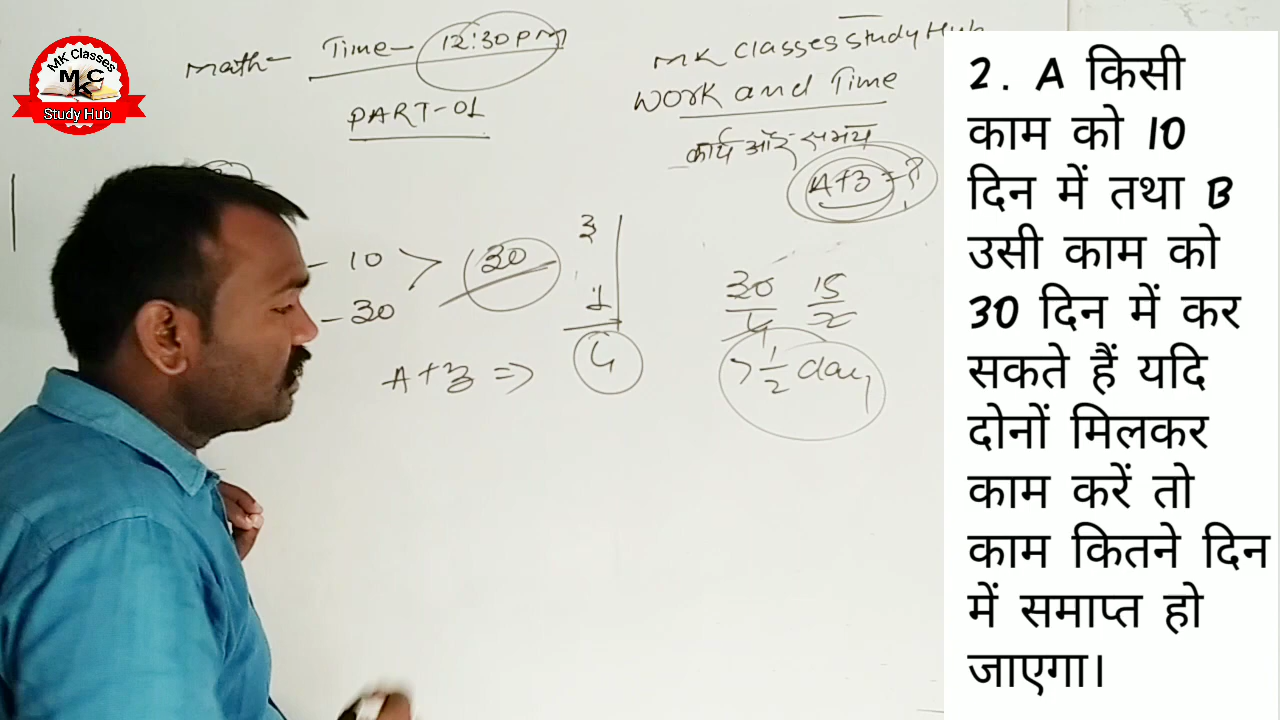 MK Classes
MKC
Study Hub
Math- Time- 12:30PM
PART-01
MK Classes Study Hub
Work and Time
कार्य और समय
A+B=?
- 10 > 30 3
- 30 1
A+B => 4
30/4 15/2
7 1/2 day
2. A किसी
काम को 10
दिन में तथा B
उसी काम को
30 दिन में कर
सकते हैं यदि
दोनों मिलकर
काम करें तो
काम कितने दिन
में समाप्त हो
जाएगा।